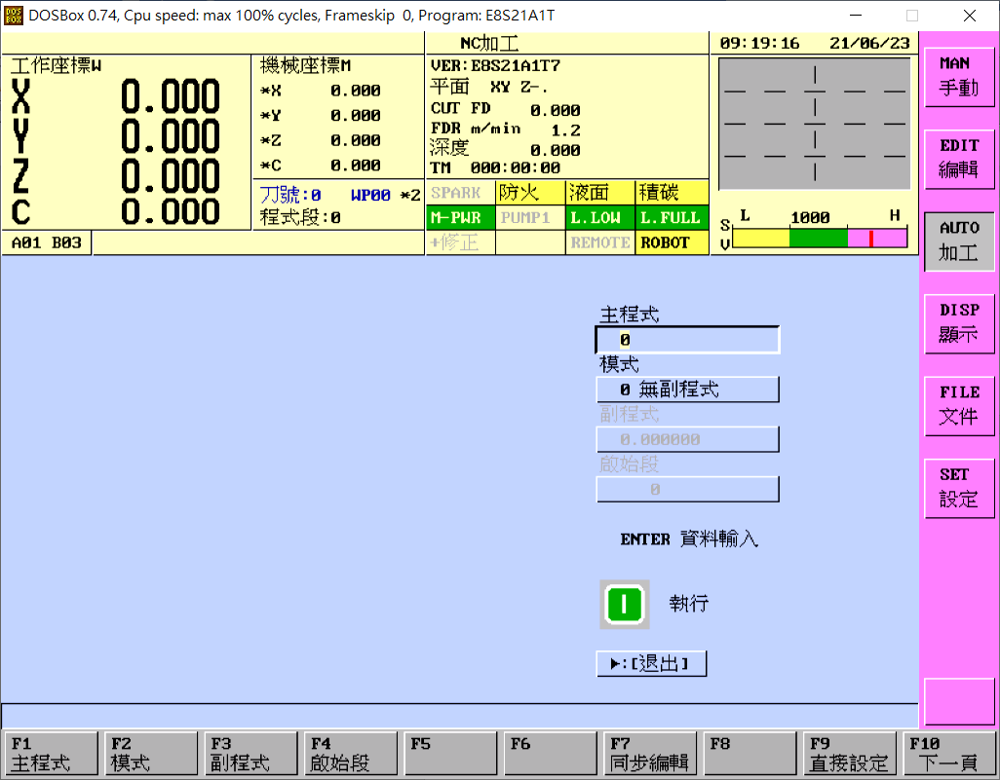 DOSBox 0.74, Cpu speed: max 100% cycles, Frameskip 0, Program: E8S21A1T
NC加工
09:19:16 21/06/23
工作座標W
X 0.000
Y 0.000
Z 0.000
C 0.000
機械座標M
*X 0.000
*Y 0.000
*Z 0.000
*C 0.000
刀號:0 WP00 *2
程式段:0
A01 B03
VER:E8S21A1T7
平面 XY Z-.
CUT FD 0.000
FDR m/min 1.2
深度 0.000
TM 000:00:00
SPARK 防火 液面 積碳
M-PWR PUMP1 L.LOW L.FULL
+修正 REMOTE ROBOT
L 1000 H
S
V
MAN
手動
EDIT
編輯
AUTO
加工
DISP
顯示
FILE
文件
SET
設定
主程式
0
模式
0 無副程式
副程式
0.000000
啟始段
0
ENTER 資料輸入
執行
▶:[退出]
F1
主程式
F2
模式
F3
副程式
F4
啟始段
F5
F6
F7
同步編輯
F8
F9
直接設定
F10
下一頁